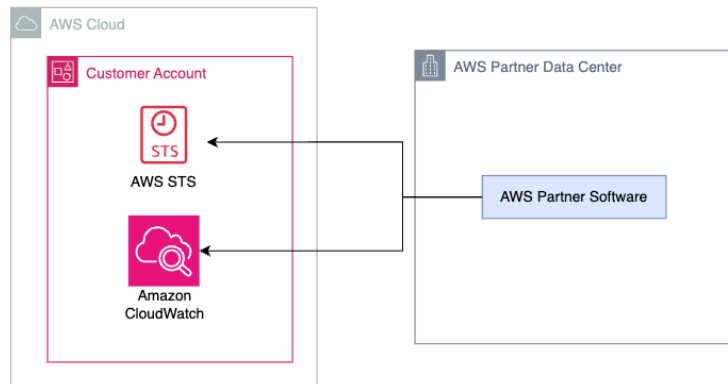 AWS Cloud
Customer Account
STS
AWS STS
Amazon
CloudWatch
AWS Partner Data Center
AWS Partner Software